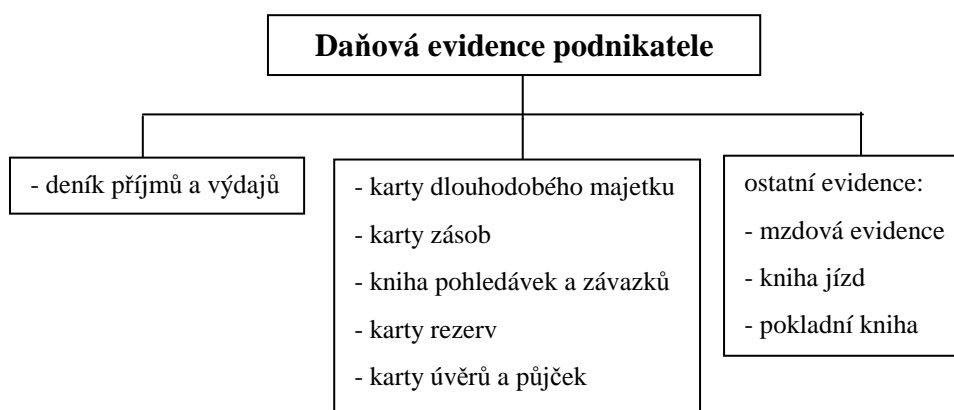 Daňová evidence podnikatele
- deník příjmů a výdajů
- karty dlouhodobého majetku
- karty zásob
- kniha pohledávek a závazků
- karty rezerv
- karty úvěrů a půjček
ostatní evidence:
- mzdová evidence
- kniha jízd
- pokladní kniha